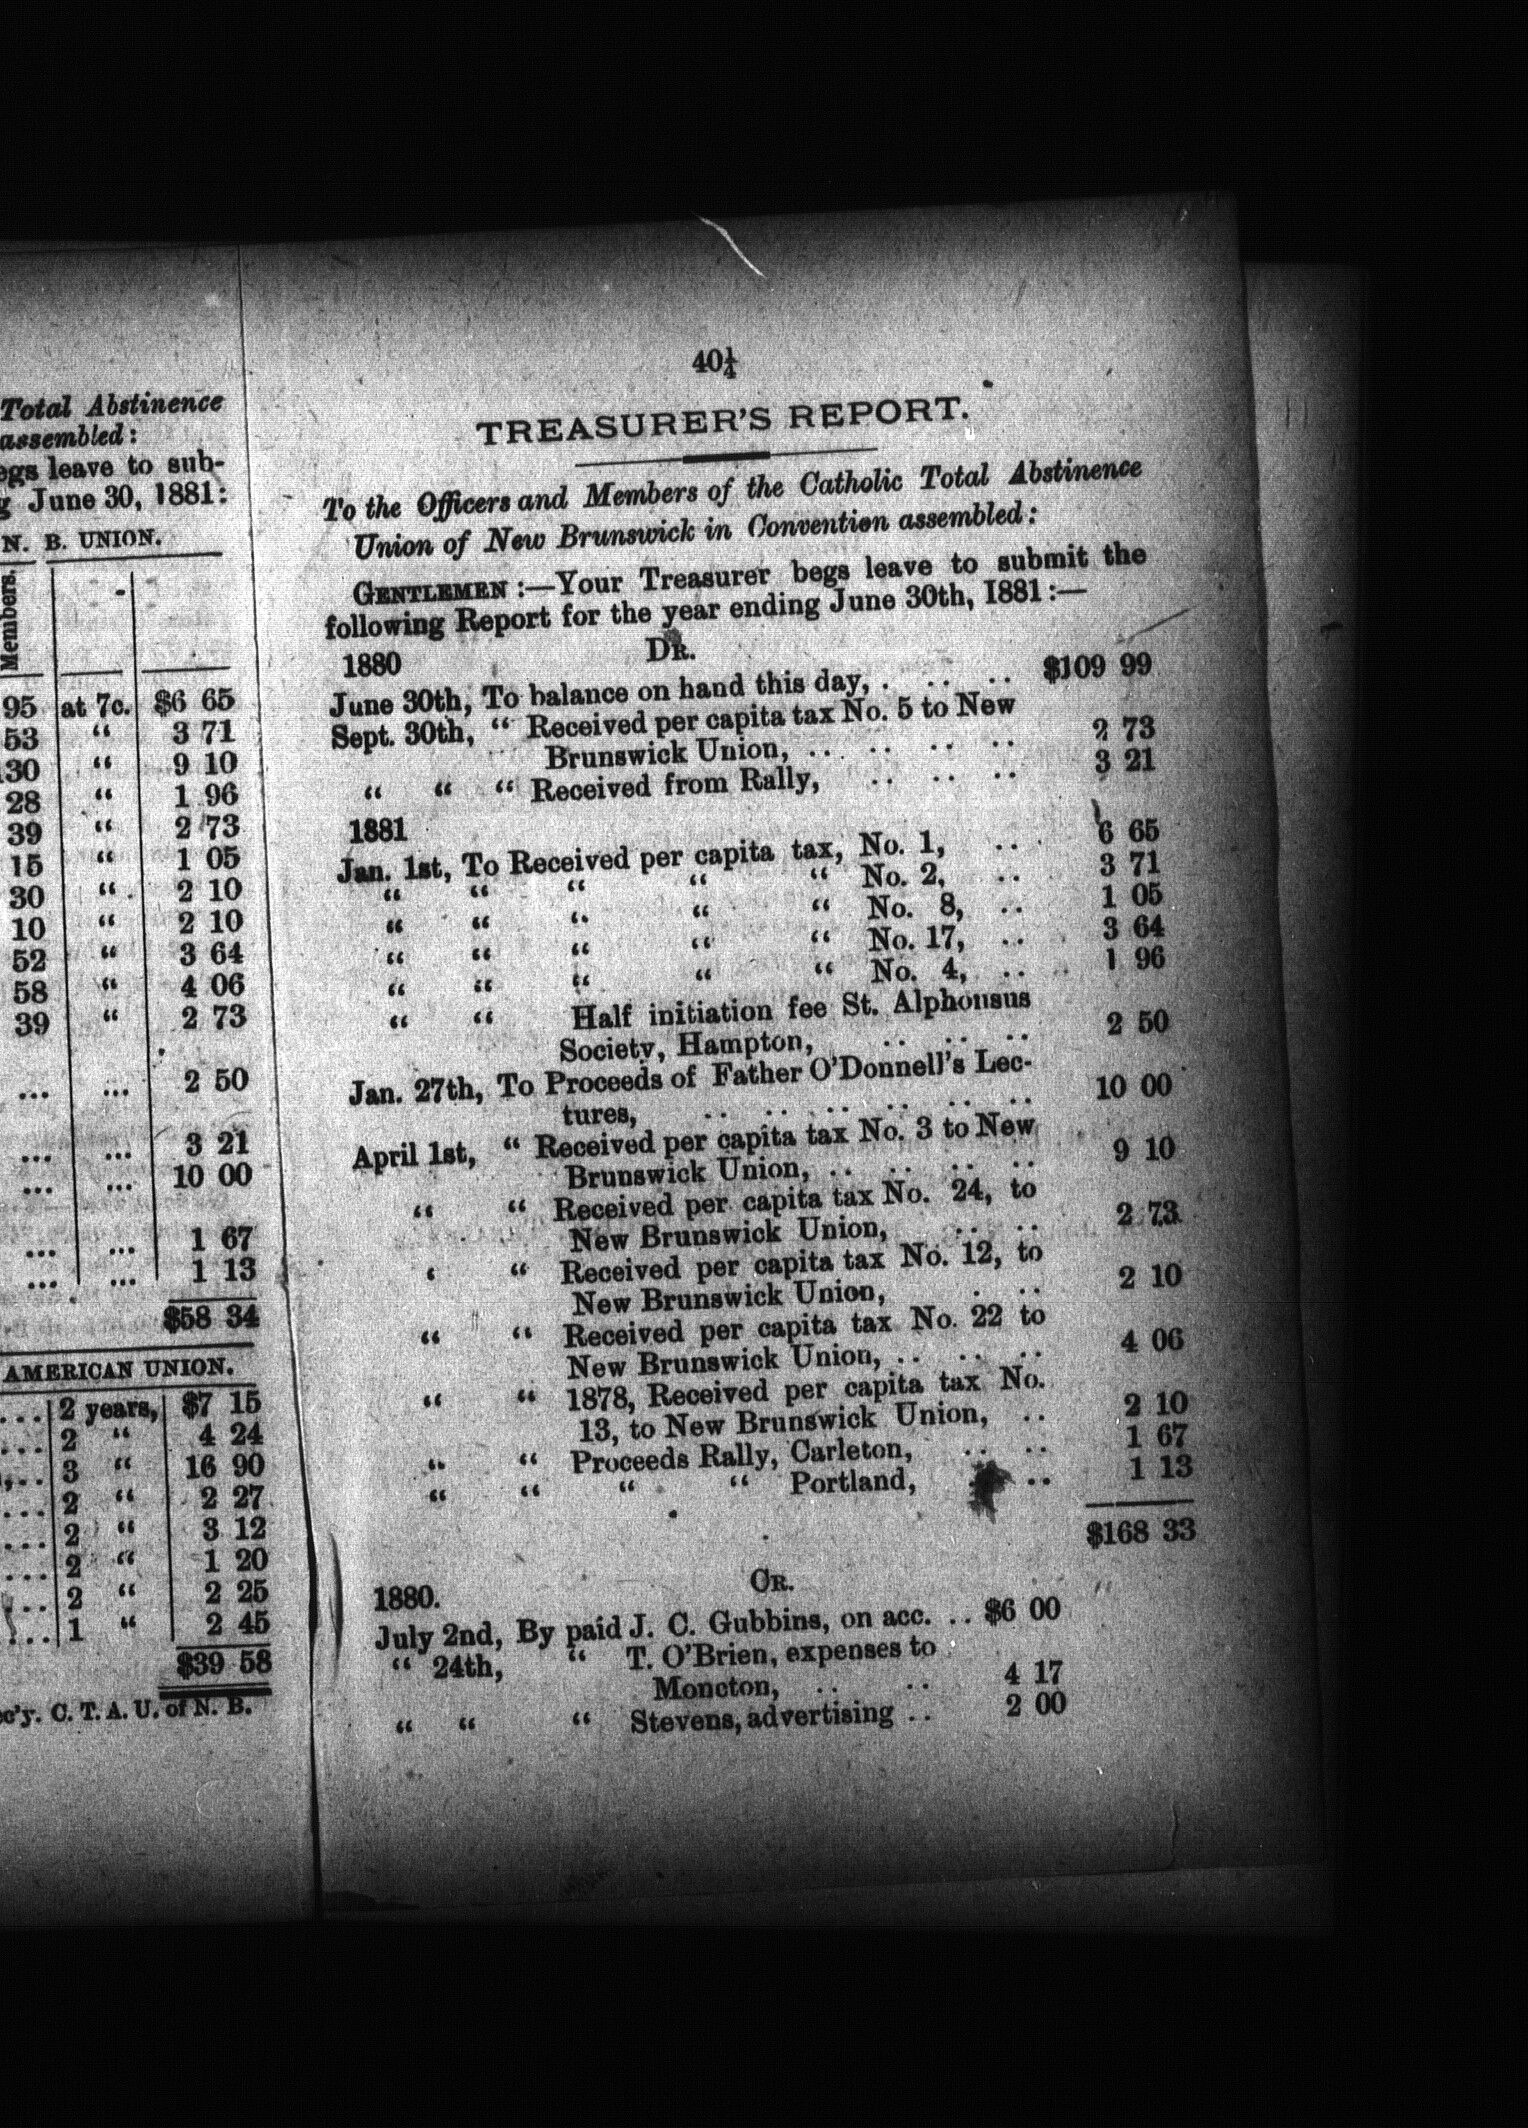 Total Abstinence
assembled:
egs leave to sub-
g June 30, 1881:
N. B. UNION.
Members.
95 at 7c. $6 65
53 “ 3 71
130 “ 9 10
28 “ 1 96
39 “ 2 73
15 “ 1 05
30 “ 2 10
10 “ 2 10
52 “ 3 64
58 “ 4 06
39 “ 2 73
... ... 2 50
... ... 3 21
... ... 10 00
... ... 1 67
... ... 1 13
$58 34
AMERICAN UNION.
... 2 years, $7 15
... 2 “ 4 24
... 3 “ 16 90
... 2 “ 2 27
... 2 “ 3 12
... 2 “ 1 20
... 2 “ 2 25
... 1 “ 2 45
$39 58
ec'y. C. T. A. U. of N. B.
40¼
TREASURER'S REPORT.
To the Officers and Members of the Catholic Total Abstinence
Union of New Brunswick in Convention assembled:
GENTLEMEN:—Your Treasurer begs leave to submit the
following Report for the year ending June 30th, 1881:—
1880 DR.
June 30th, To balance on hand this day, . .. .. $109 99
Sept. 30th, “ Received per capita tax No. 5 to New
Brunswick Union, .. .. .. .. 2 73
“ “ “ Received from Rally, .. .. .. 3 21
1881
Jan. 1st, To Received per capita tax, No. 1, .. 6 65
“ “ “ “ “ No. 2, .. 3 71
“ “ “ “ “ No. 8, .. 1 05
“ “ “ “ “ No. 17, .. 3 64
“ “ “ “ “ No. 4, .. 1 96
“ “ Half initiation fee St. Alphonsus
Society, Hampton, .. .. .. 2 50
Jan. 27th, To Proceeds of Father O'Donnell's Lec-
tures, .. .. .. .. .. .. 10 00
April 1st, “ Received per capita tax No. 3 to New
Brunswick Union, .. .. .. .. 9 10
“ “ Received per capita tax No. 24, to
New Brunswick Union, .. .. 2 73
‘ “ Received per capita tax No. 12, to
New Brunswick Union, . .. 2 10
“ “ Received per capita tax No. 22 to
New Brunswick Union, .. .. .. 4 06
“ “ 1878, Received per capita tax No.
13, to New Brunswick Union, .. 2 10
“ “ Proceeds Rally, Carleton, .. .. 1 67
“ “ “ “ Portland, .. 1 13
$168 33
1880. CR.
July 2nd, By paid J. C. Gubbins, on acc. .. $6 00
“ 24th, “ T. O'Brien, expenses to
Moncton, .. .. 4 17
“ “ “ Stevens, advertising .. 2 00